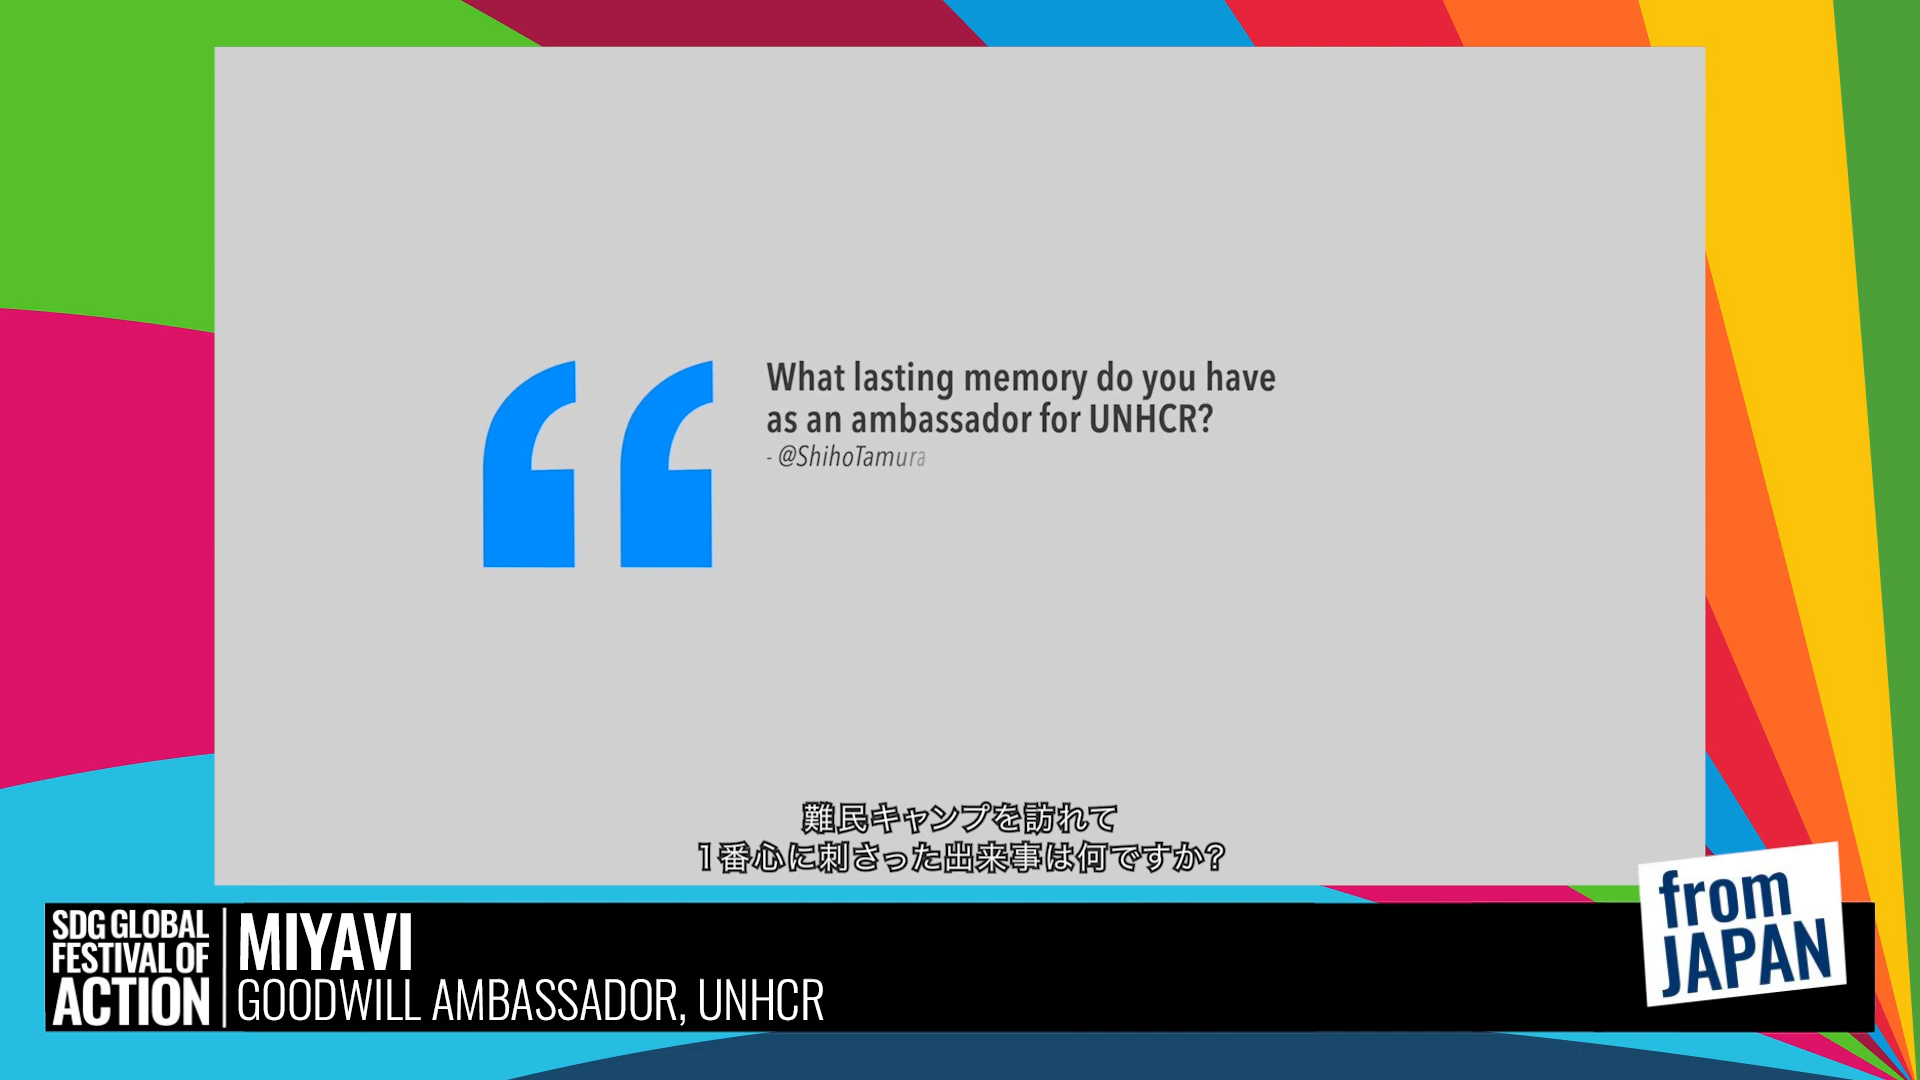 What lasting memory do you have
as an ambassador for UNHCR?
- @ShihoTamura
難民キャンプを訪れて
1番心に刺さった出来事は何ですか?
SDG GLOBAL
FESTIVAL OF
ACTION
MIYAVI
GOODWILL AMBASSADOR, UNHCR
from
JAPAN